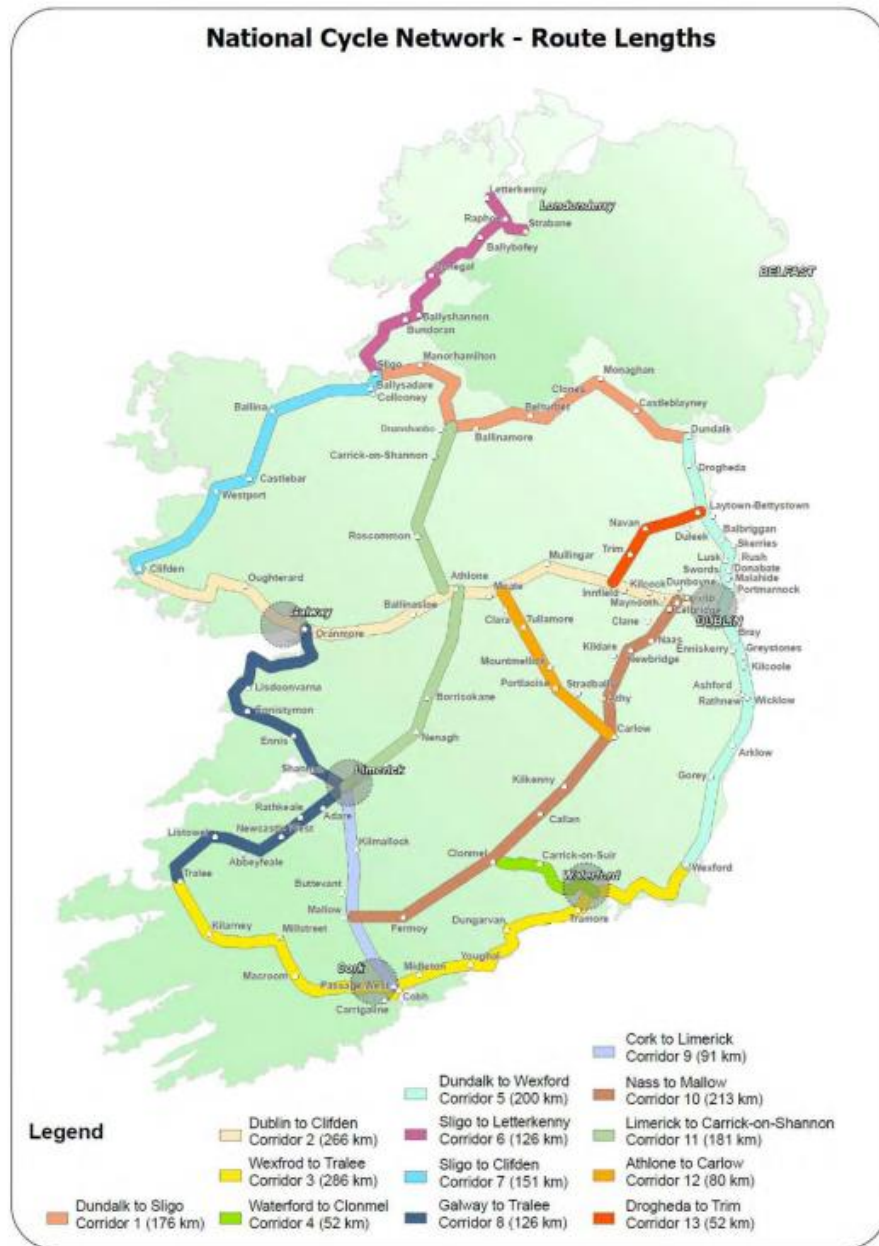 National Cycle Network - Route Lengths
Letterkenny
Londonderry
Raphoe
Strabane
Ballybofey
BELFAST
Ballyshannon
Bundoran
Sligo
Manorhamilton
Monaghan
Ballysadare
Clones
Collooney
Ballina
Belturbet
Castleblayney
Ballinamore
Dundalk
Carrick-on-Shannon
Drogheda
Castlebar
Westport
Laytown-Bettystown
Navan
Balbriggan
Duleek
Roscommon
Skerries
Trim
Lusk
Rush
Mullingar
Swords
Donabate
Clifden
Athlone
Malahide
Oughterard
Kilcock
Dunboyne
Portmarnock
Innfield
Ballinasloe
Moate
Maynooth
Celbridge
Galway
Clara
Tullamore
Clane
DUBLIN
Oranmore
Naas
Bray
Kildare
Enniskerry
Greystones
Newbridge
Mountmellick
Kilcoole
Lisdoonvarna
Portlaoise
Stradbally
Ashford
Borrisokane
Rathnew
Wicklow
Ennistymon
Nenagh
Carlow
Ennis
Arklow
Limerick
Kilkenny
Gorey
Rathkeale
Adare
Callan
Listowel
Newcastle West
Kilmallock
Clonmel
Carrick-on-Suir
Abbeyfeale
Wexford
Tralee
Waterford
Buttevant
Mallow
Tramore
Fermoy
Dungarvan
Kilarney
Millstreet
Youghal
Macroom
Cork
Midleton
Passage West
Cobh
Carrigaline
Legend
Dundalk to Sligo
Corridor 1 (176 km)
Dublin to Clifden
Corridor 2 (266 km)
Wexfrod to Tralee
Corridor 3 (286 km)
Waterford to Clonmel
Corridor 4 (52 km)
Dundalk to Wexford
Corridor 5 (200 km)
Sligo to Letterkenny
Corridor 6 (126 km)
Sligo to Clifden
Corridor 7 (151 km)
Galway to Tralee
Corridor 8 (126 km)
Cork to Limerick
Corridor 9 (91 km)
Nass to Mallow
Corridor 10 (213 km)
Limerick to Carrick-on-Shannon
Corridor 11 (181 km)
Athlone to Carlow
Corridor 12 (80 km)
Drogheda to Trim
Corridor 13 (52 km)